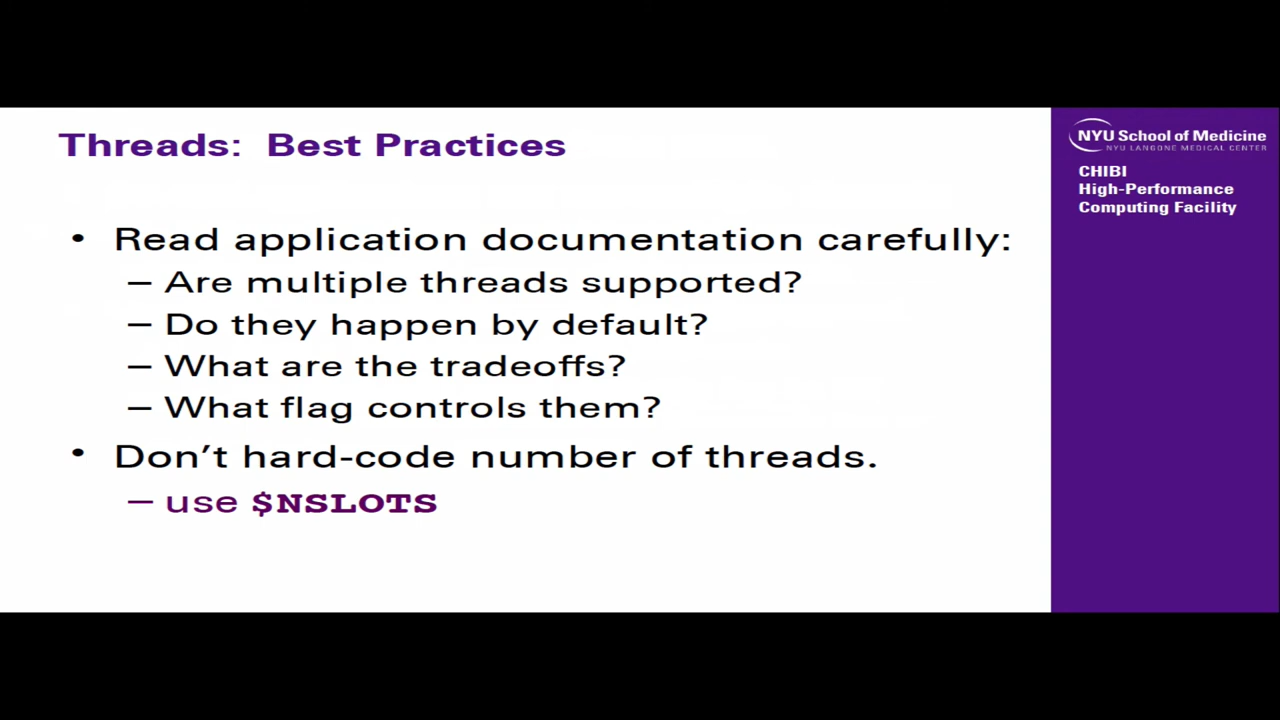 Threads: Best Practices
• Read application documentation carefully:
– Are multiple threads supported?
– Do they happen by default?
– What are the tradeoffs?
– What flag controls them?
• Don’t hard-code number of threads.
– use $NSLOTS
NYU School of Medicine
NYU LANGONE MEDICAL CENTER
CHIBI
High-Performance
Computing Facility